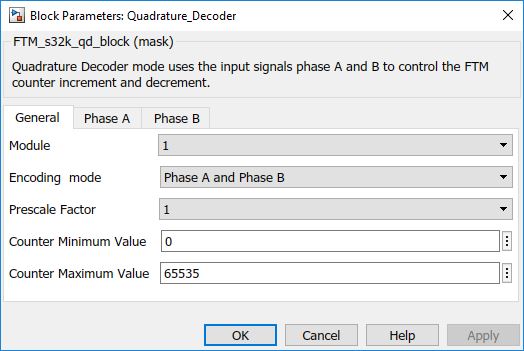 Block Parameters: Quadrature_Decoder
FTM_s32k_qd_block (mask)
Quadrature Decoder mode uses the input signals phase A and B to control the FTM
counter increment and decrement.
General Phase A Phase B
Module 1
Encoding mode Phase A and Phase B
Prescale Factor 1
Counter Minimum Value 0
Counter Maximum Value 65535
OK Cancel Help Apply